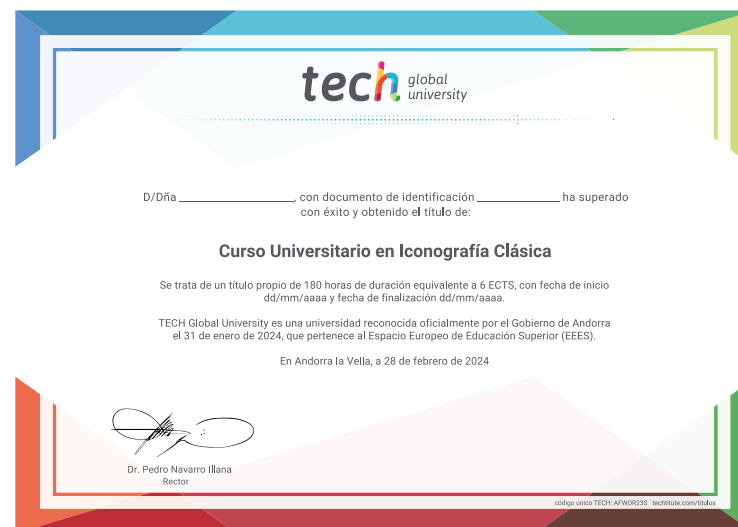 tech global
university
D/Dña ____________________, con documento de identificación ______________ ha superado
con éxito y obtenido el título de:
Curso Universitario en Iconografía Clásica
Se trata de un título propio de 180 horas de duración equivalente a 6 ECTS, con fecha de inicio
dd/mm/aaaa y fecha de finalización dd/mm/aaaa.
TECH Global University es una universidad reconocida oficialmente por el Gobierno de Andorra
el 31 de enero de 2024, que pertenece al Espacio Europeo de Educación Superior (EEES).
En Andorra la Vella, a 28 de febrero de 2024
Dr. Pedro Navarro Illana
Rector
código único TECH: AFWOR23S techtitute.com/titulos